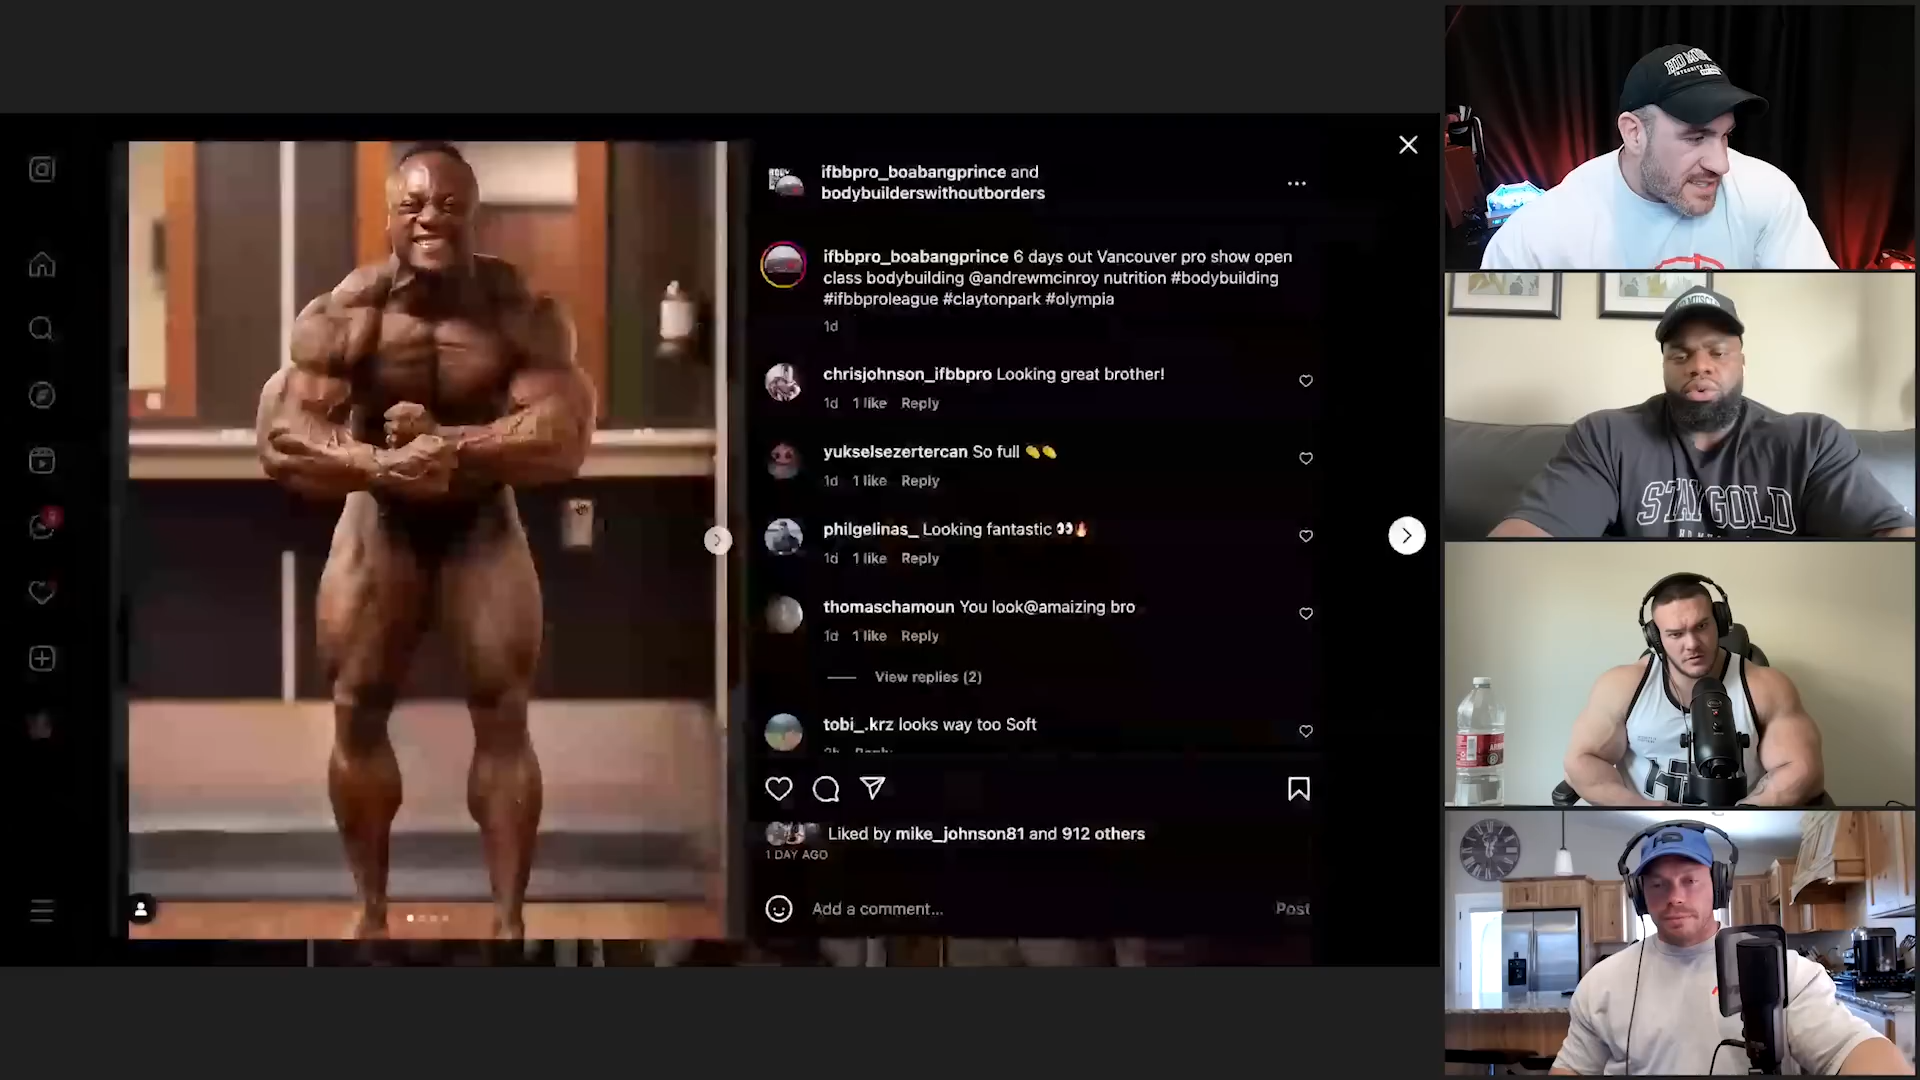 ifbbpro_boabangprince and
bodybuilderswithoutborders
ifbbpro_boabangprince 6 days out Vancouver pro show open
class bodybuilding @andrewmcinroy nutrition #bodybuilding
#ifbbproleague #claytonpark #olympia
1d
chrisjohnson_ifbbpro Looking great brother!
1d 1 like Reply
yukselsezertercan So full
1d 1 like Reply
philgelinas_ Looking fantastic
1d 1 like Reply
thomaschamoun You look@amaizing bro
1d 1 like Reply
View replies (2)
tobi_.krz looks way too Soft
Reply
Liked by mike_johnson81 and 912 others
1 DAY AGO
Add a comment...
Post
HD MUSCLE
STAY GOLD